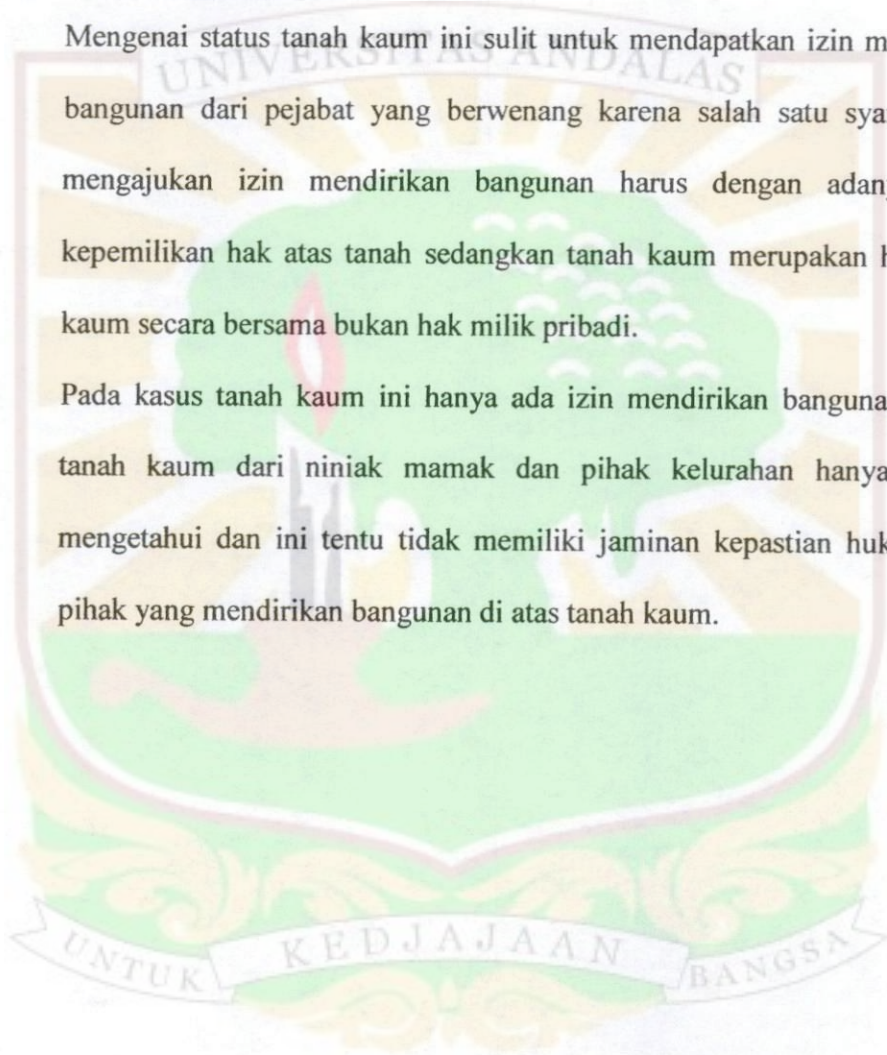 Mengenai status tanah kaum ini sulit untuk mendapatkan izin m
UNIVERSITAS ANDALAS
bangunan dari pejabat yang berwenang karena salah satu sya
mengajukan izin mendirikan bangunan harus dengan adan
kepemilikan hak atas tanah sedangkan tanah kaum merupakan h
kaum secara bersama bukan hak milik pribadi.
Pada kasus tanah kaum ini hanya ada izin mendirikan banguna
tanah kaum dari niniak mamak dan pihak kelurahan hanya
mengetahui dan ini tentu tidak memiliki jaminan kepastian huk
pihak yang mendirikan bangunan di atas tanah kaum.
UNTUK KEDJAJAAN BANGSA